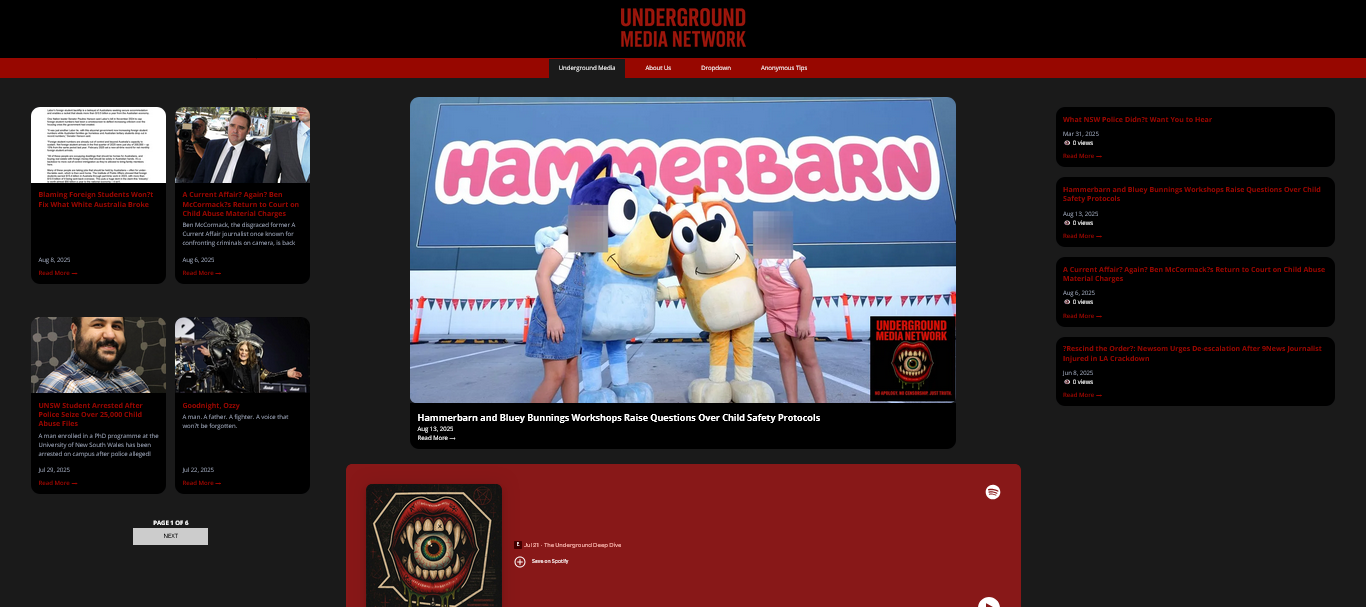 UNDERGROUND
MEDIA NETWORK
Underground Media
About Us
Dropdown
Anonymous Tips
Blaming Foreign Students Won?t
Fix What White Australia Broke
Aug 8, 2025
Read More →
A Current Affair? Again? Ben
McCormack?s Return to Court on
Child Abuse Material Charges
Ben McCormack, the disgraced former A
Current Affair journalist once known for
confronting criminals on camera, is back
Aug 6, 2025
Read More →
UNSW Student Arrested After
Police Seize Over 25,000 Child
Abuse Files
A man enrolled in a PhD programme at the
University of New South Wales has been
arrested on campus after police allegedl
Jul 29, 2025
Read More →
Goodnight, Ozzy
A man. A father. A fighter. A voice that
won?t be forgotten.
Jul 22, 2025
Read More →
PAGE 1 OF 6
NEXT
HAMMERBARN
UNDERGROUND
MEDIA NETWORK
NO APOLOGY. NO CENSORSHIP. JUST TRUTH.
Hammerbarn and Bluey Bunnings Workshops Raise Questions Over Child Safety Protocols
Aug 13, 2025
Read More →
Jul 21 · The Underground Deep Dive
Save on Spotify
What NSW Police Didn?t Want You to Hear
Mar 31, 2025
0 views
Read More →
Hammerbarn and Bluey Bunnings Workshops Raise Questions Over Child
Safety Protocols
Aug 13, 2025
0 views
Read More →
A Current Affair? Again? Ben McCormack?s Return to Court on Child Abuse
Material Charges
Aug 6, 2025
0 views
Read More →
?Rescind the Order?: Newsom Urges De-escalation After 9News Journalist
Injured in LA Crackdown
Jun 8, 2025
0 views
Read More →